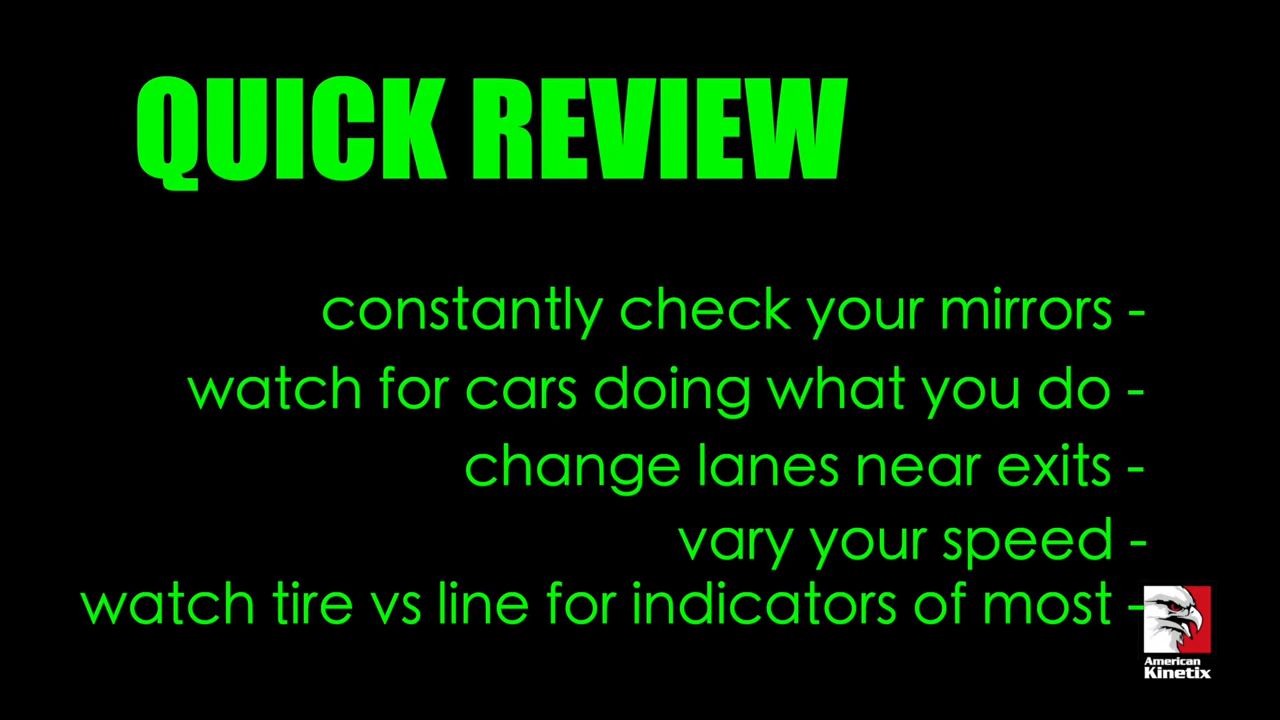 QUICK REVIEW
constantly check your mirrors -
watch for cars doing what you do -
change lanes near exits -
vary your speed -
watch tire vs line for indicators of most -
American
Kinetix